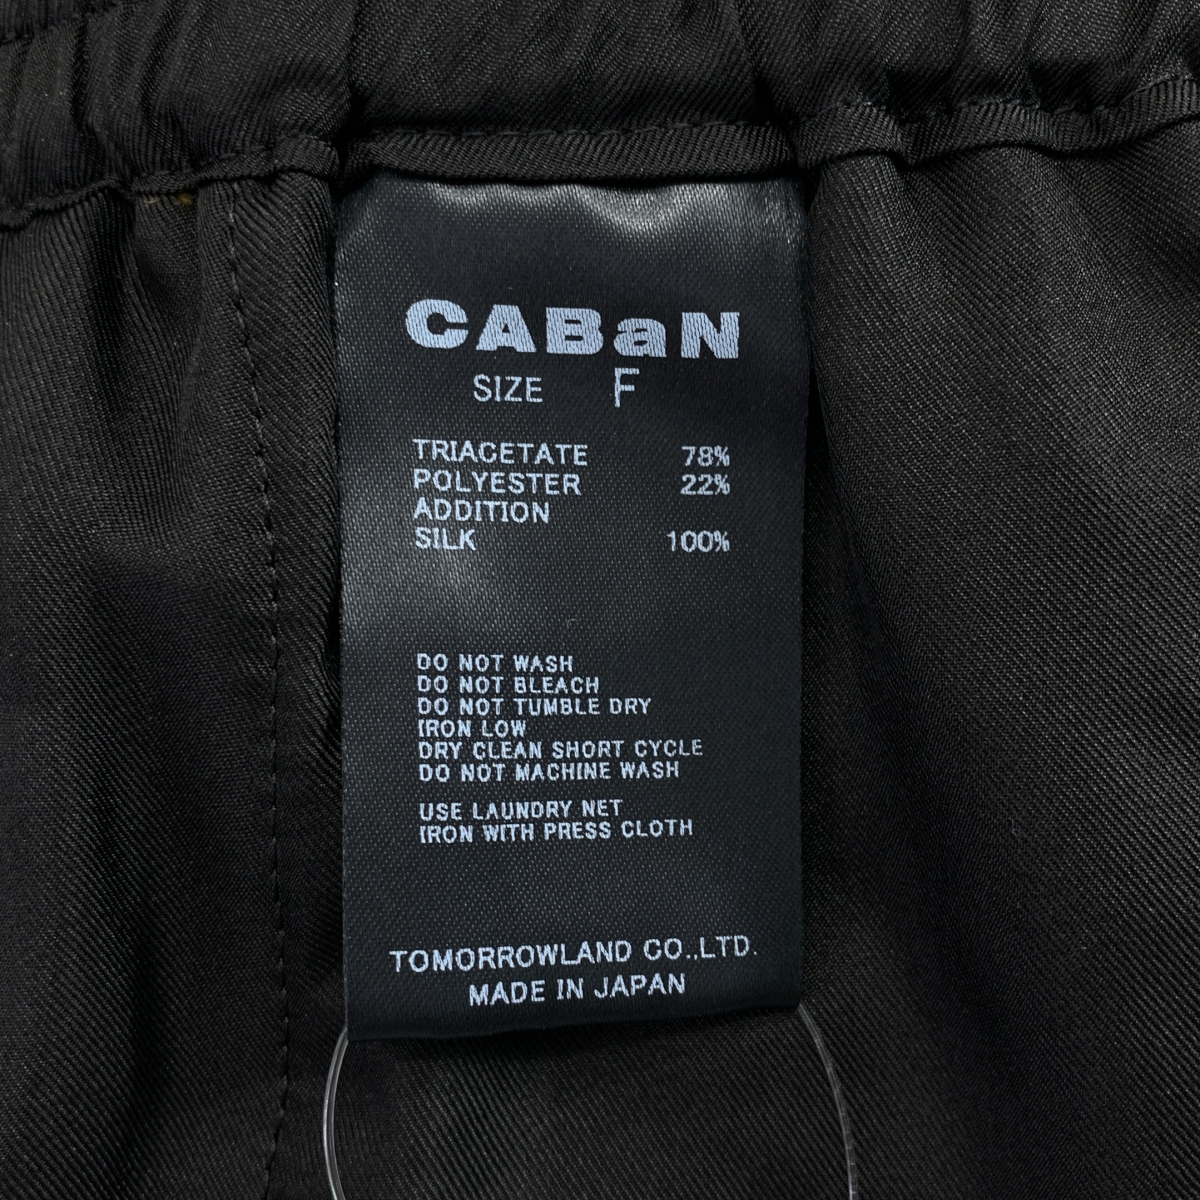 CABaN
SIZE F
TRIACETATE 78%
POLYESTER 22%
ADDITION
SILK 100%
DO NOT WASH
DO NOT BLEACH
DO NOT TUMBLE DRY
IRON LOW
DRY CLEAN SHORT CYCLE
DO NOT MACHINE WASH
USE LAUNDRY NET
IRON WITH PRESS CLOTH
TOMORROWLAND CO.,LTD.
MADE IN JAPAN